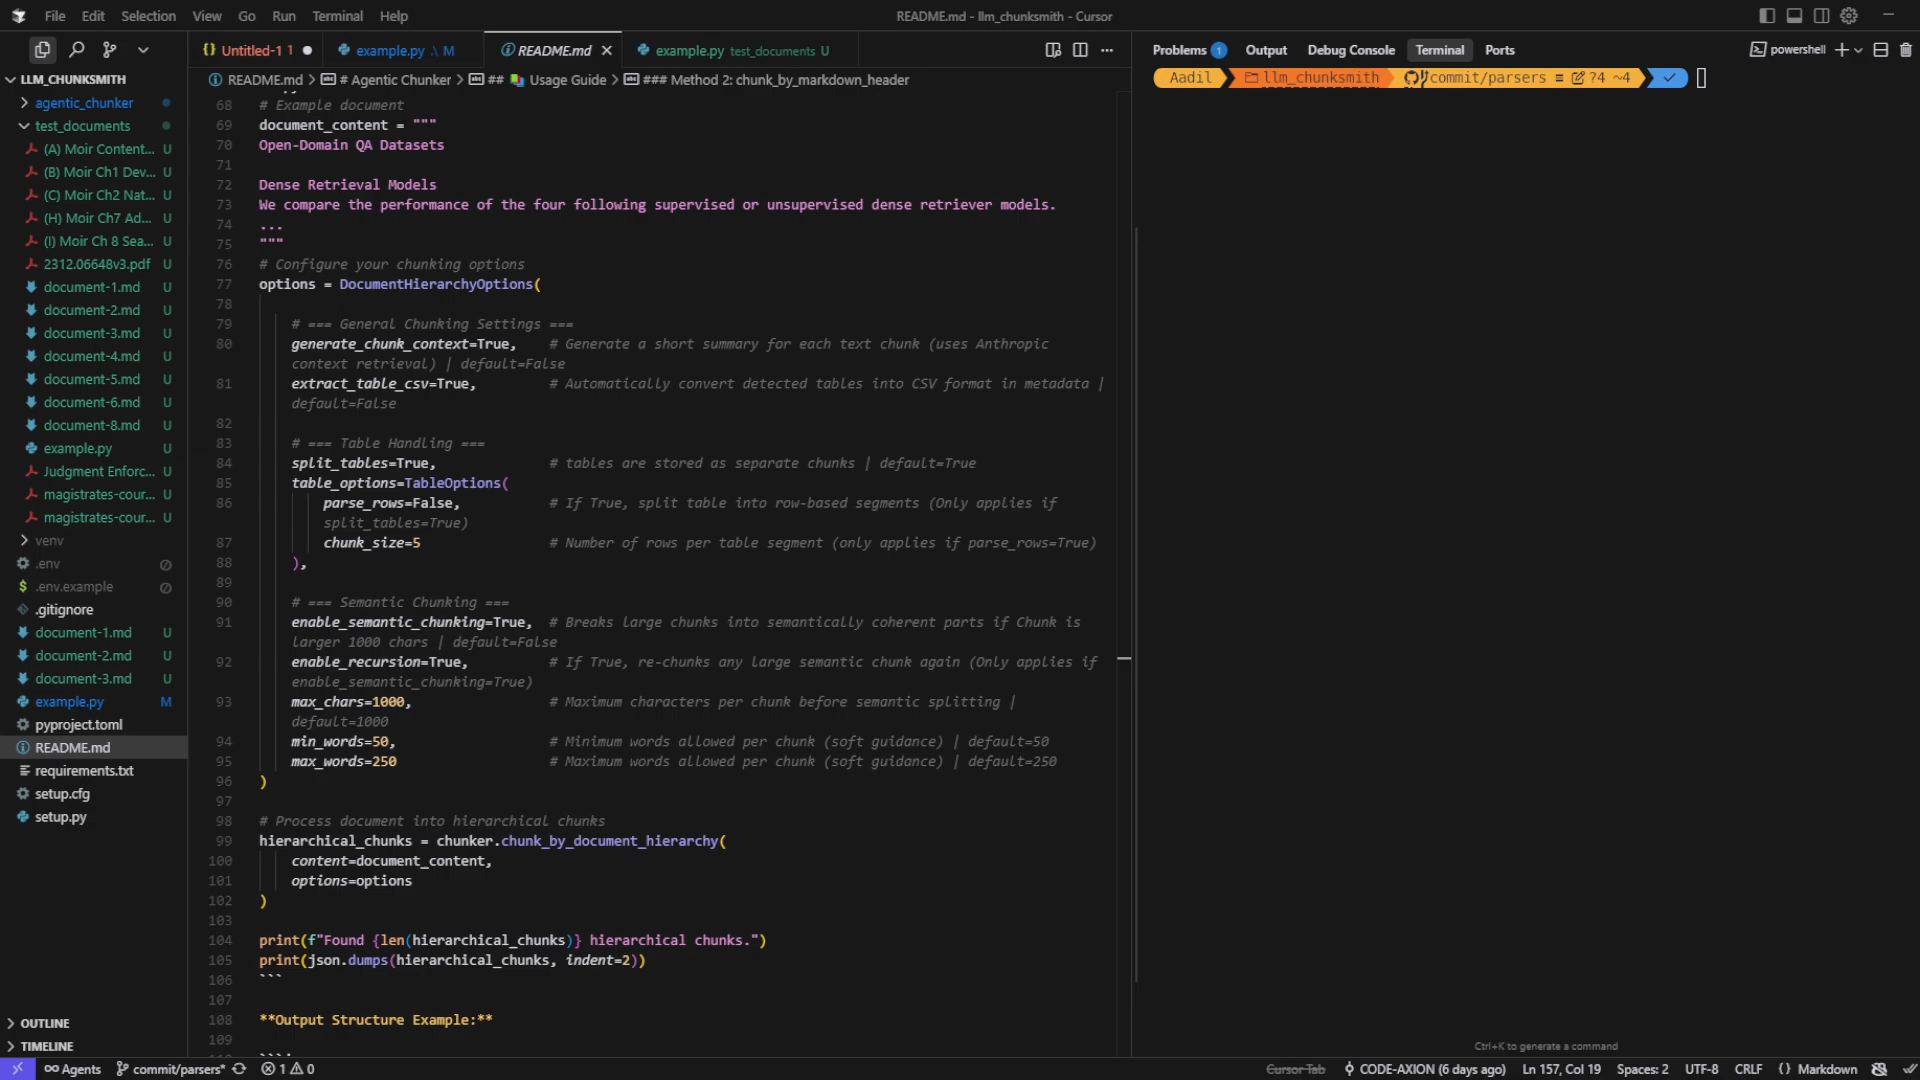 File Edit Selection View Go Run Terminal Help
README.md - llm_chunksmith - Cursor
Untitled-1 1
example.py .\ M
README.md
example.py test_documents U
Problems 1 Output Debug Console Terminal Ports
powershell
LLM_CHUNKSMITH
agentic_chunker
test_documents
(A) Moir Content... U
(B) Moir Ch1 Dev... U
(C) Moir Ch2 Nat... U
(H) Moir Ch7 Ad... U
(I) Moir Ch 8 Sea... U
2312.06648v3.pdf U
document-1.md U
document-2.md U
document-3.md U
document-4.md U
document-5.md U
document-6.md U
document-8.md U
example.py U
Judgment Enforc... U
magistrates-cour... U
magistrates-cour... U
venv
.env
.env.example
.gitignore
document-1.md U
document-2.md U
document-3.md U
example.py M
pyproject.toml
README.md
requirements.txt
setup.cfg
setup.py
OUTLINE
TIMELINE
README.md > # Agentic Chunker > ## Usage Guide > ### Method 2: chunk_by_markdown_header
68 # Example document
69 document_content = """
70 Open-Domain QA Datasets
71
72 Dense Retrieval Models
73 We compare the performance of the four following supervised or unsupervised dense retriever models.
74 ...
75 """
76 # Configure your chunking options
77 options = DocumentHierarchyOptions(
78
79 # === General Chunking Settings ===
80 generate_chunk_context=True, # Generate a short summary for each text chunk (uses Anthropic
context retrieval) | default=False
81 extract_table_csv=True, # Automatically convert detected tables into CSV format in metadata |
default=False
82
83 # === Table Handling ===
84 split_tables=True, # tables are stored as separate chunks | default=True
85 table_options=TableOptions(
86 parse_rows=False, # If True, split table into row-based segments (Only applies if
split_tables=True)
87 chunk_size=5 # Number of rows per table segment (only applies if parse_rows=True)
88 ),
89
90 # === Semantic Chunking ===
91 enable_semantic_chunking=True, # Breaks large chunks into semantically coherent parts if Chunk is
larger 1000 chars | default=False
92 enable_recursion=True, # If True, re-chunks any large semantic chunk again (Only applies if
enable_semantic_chunking=True)
93 max_chars=1000, # Maximum characters per chunk before semantic splitting |
default=1000
94 min_words=50, # Minimum words allowed per chunk (soft guidance) | default=50
95 max_words=250 # Maximum words allowed per chunk (soft guidance) | default=250
96 )
97
98 # Process document into hierarchical chunks
99 hierarchical_chunks = chunker.chunk_by_document_hierarchy(
100 content=document_content,
101 options=options
102 )
103
104 print(f"Found {len(hierarchical_chunks)} hierarchical chunks.")
105 print(json.dumps(hierarchical_chunks, indent=2))
106 ```
107
108 **Output Structure Example:**
109
Aadil llm_chunksmith commit/parsers ≡ ?4 ~4
Ctrl+K to generate a command
Agents commit/parsers* 1 0
Cursor Tab CODE-AXION (6 days ago) Ln 157, Col 19 Spaces: 2 UTF-8 CRLF {} Markdown